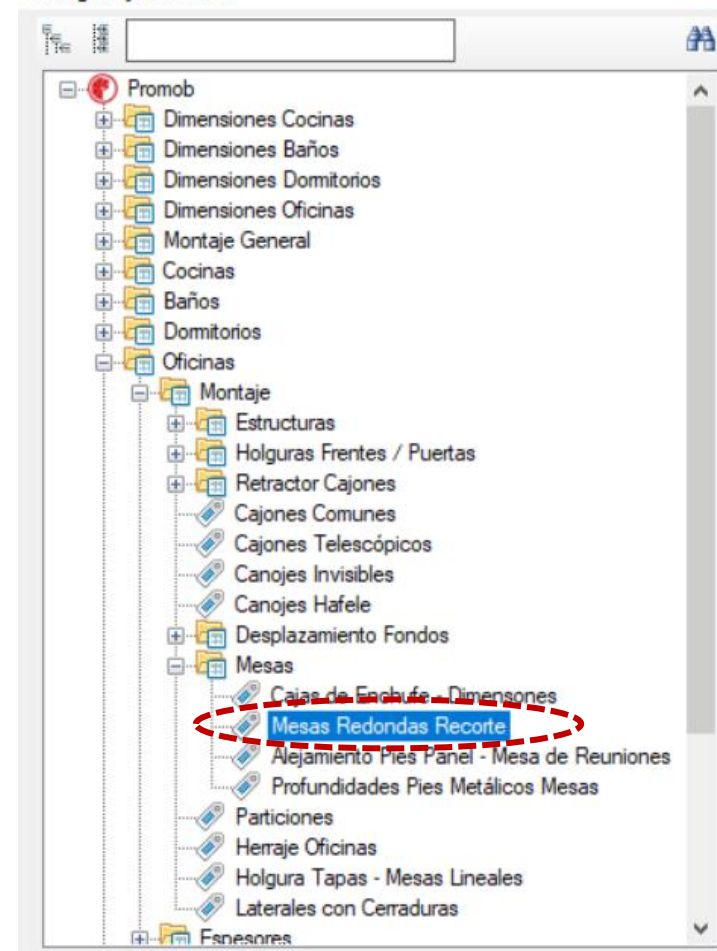 Promob
Dimensiones Cocinas
Dimensiones Baños
Dimensiones Dormitorios
Dimensiones Oficinas
Montaje General
Cocinas
Baños
Dormitorios
Oficinas
Montaje
Estructuras
Holguras Frentes / Puertas
Retractor Cajones
Cajones Comunes
Cajones Telescópicos
Canojes Invisibles
Canojes Hafele
Desplazamiento Fondos
Mesas
Cajas de Enchufe - Dimensones
Mesas Redondas Recorte
Alejamiento Pies Panel - Mesa de Reuniones
Profundidades Pies Metálicos Mesas
Particiones
Herraje Oficinas
Holgura Tapas - Mesas Lineales
Laterales con Cerraduras
Espesores